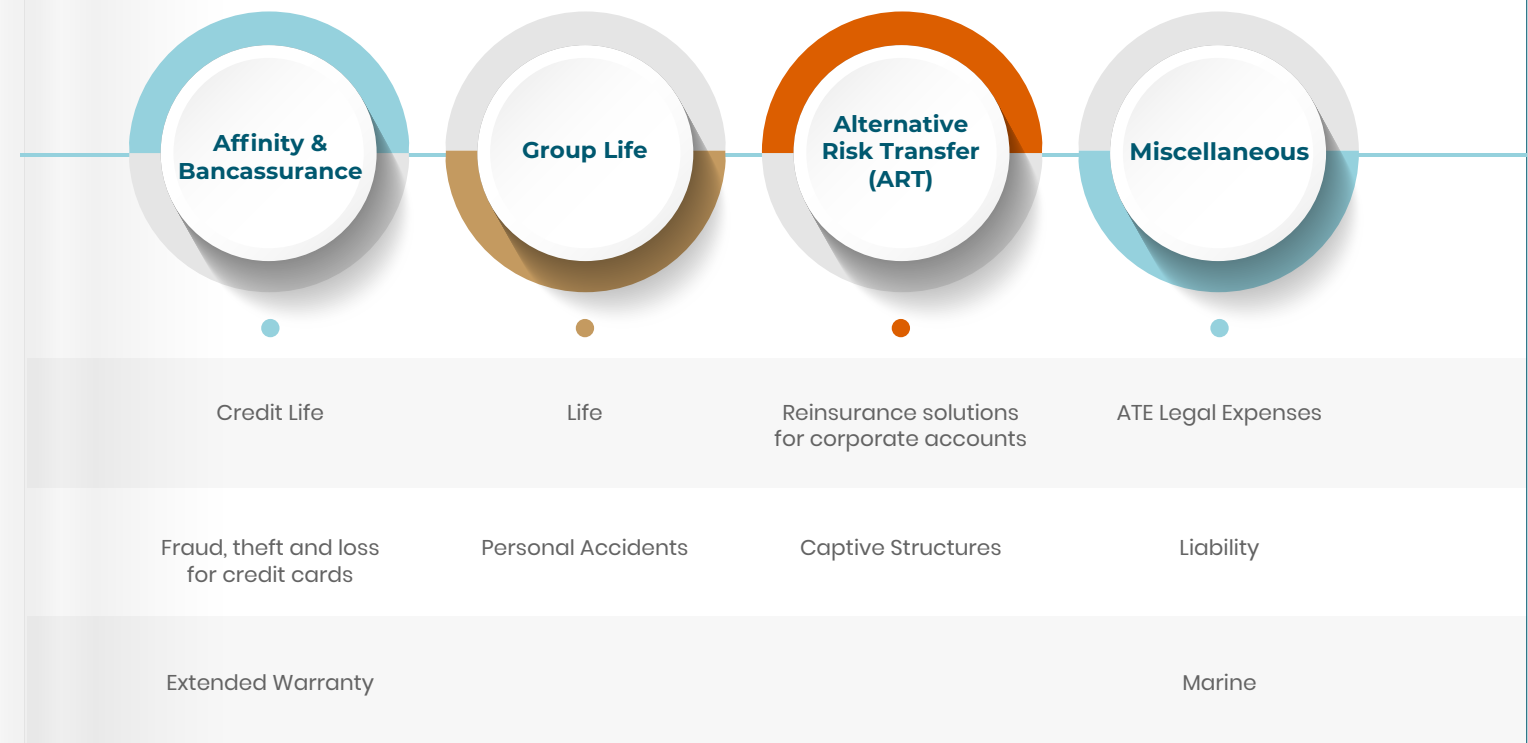 Affinity &
Bancassurance
Group Life
Alternative
Risk Transfer
(ART)
Miscellaneous
Credit Life
Life
Reinsurance solutions
for corporate accounts
ATE Legal Expenses
Fraud, theft and loss
for credit cards
Personal Accidents
Captive Structures
Liability
Extended Warranty
Marine